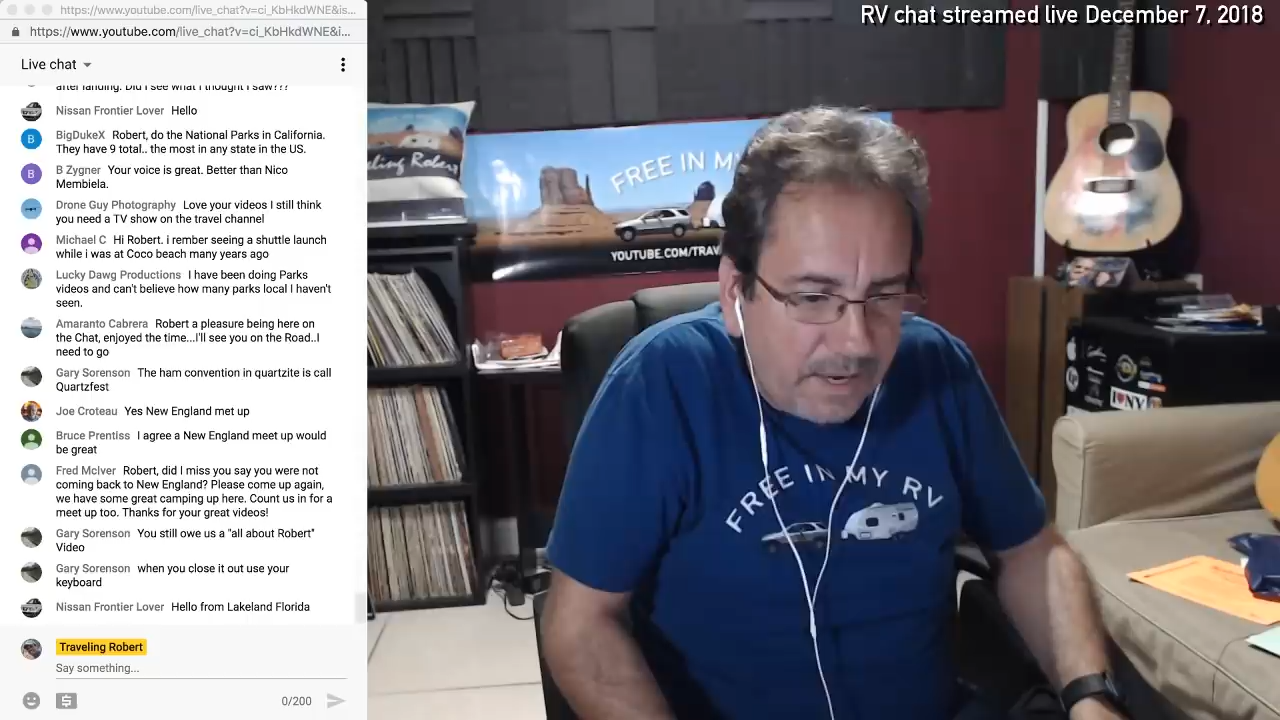 https://www.youtube.com/live_chat?v=ci_KbHkdWNE&is...
RV chat streamed live December 7, 2018
https://www.youtube.com/live_chat?v=ci_KbHkdWNE&i...
Live chat
after landing. Did I see what I thought I saw???
Nissan Frontier Lover Hello
BigDukeX Robert, do the National Parks in California.
They have 9 total.. the most in any state in the US.
B Zygner Your voice is great. Better than Nico
Membiela.
Drone Guy Photography Love your videos I still think
you need a TV show on the travel channel
Michael C Hi Robert. i rember seeing a shuttle launch
while i was at Coco beach many years ago
Lucky Dawg Productions I have been doing Parks
videos and can't believe how many parks local I haven't
seen.
Amaranto Cabrera Robert a pleasure being here on
the Chat, enjoyed the time...I'll see you on the Road..I
need to go
Gary Sorenson The ham convention in quartzite is call
Quartzfest
Joe Croteau Yes New England met up
Bruce Prentiss I agree a New England meet up would
be great
Fred McIver Robert, did I miss you say you were not
coming back to New England? Please come up again,
we have some great camping up here. Count us in for a
meet up too. Thanks for your great videos!
Gary Sorenson You still owe us a "all about Robert"
Video
Gary Sorenson when you close it out use your
keyboard
Nissan Frontier Lover Hello from Lakeland Florida
Traveling Robert
Say something...
0/200
B
B
eling Robert
FREE IN M
YOUTUBE.COM/TRAV
FREE IN MY RV
I ♥ NY